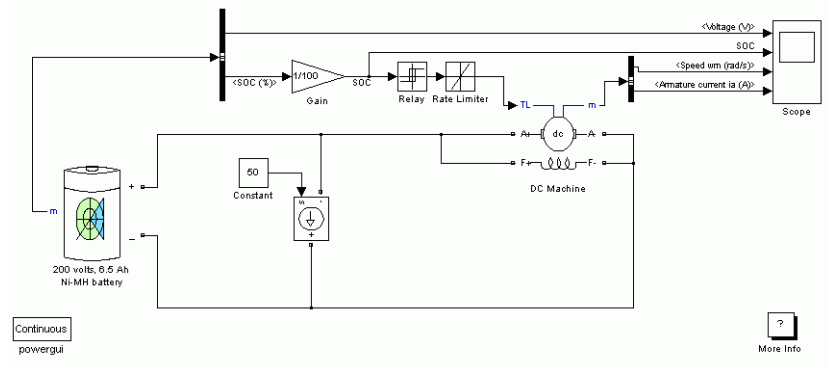 <Voltage (V)>
SOC
<Speed wm (rad/s)>
<Armature current ia (A)>
Scope
<SOC (%)>
1/100
Gain
SOC
Relay
Rate Limiter
TL
m
A+
dc
A-
F+
F-
DC Machine
50
Constant
s
-
+
m
+
_
200 volts, 6.5 Ah
Ni-MH battery
Continuous
powergui
?
More Info